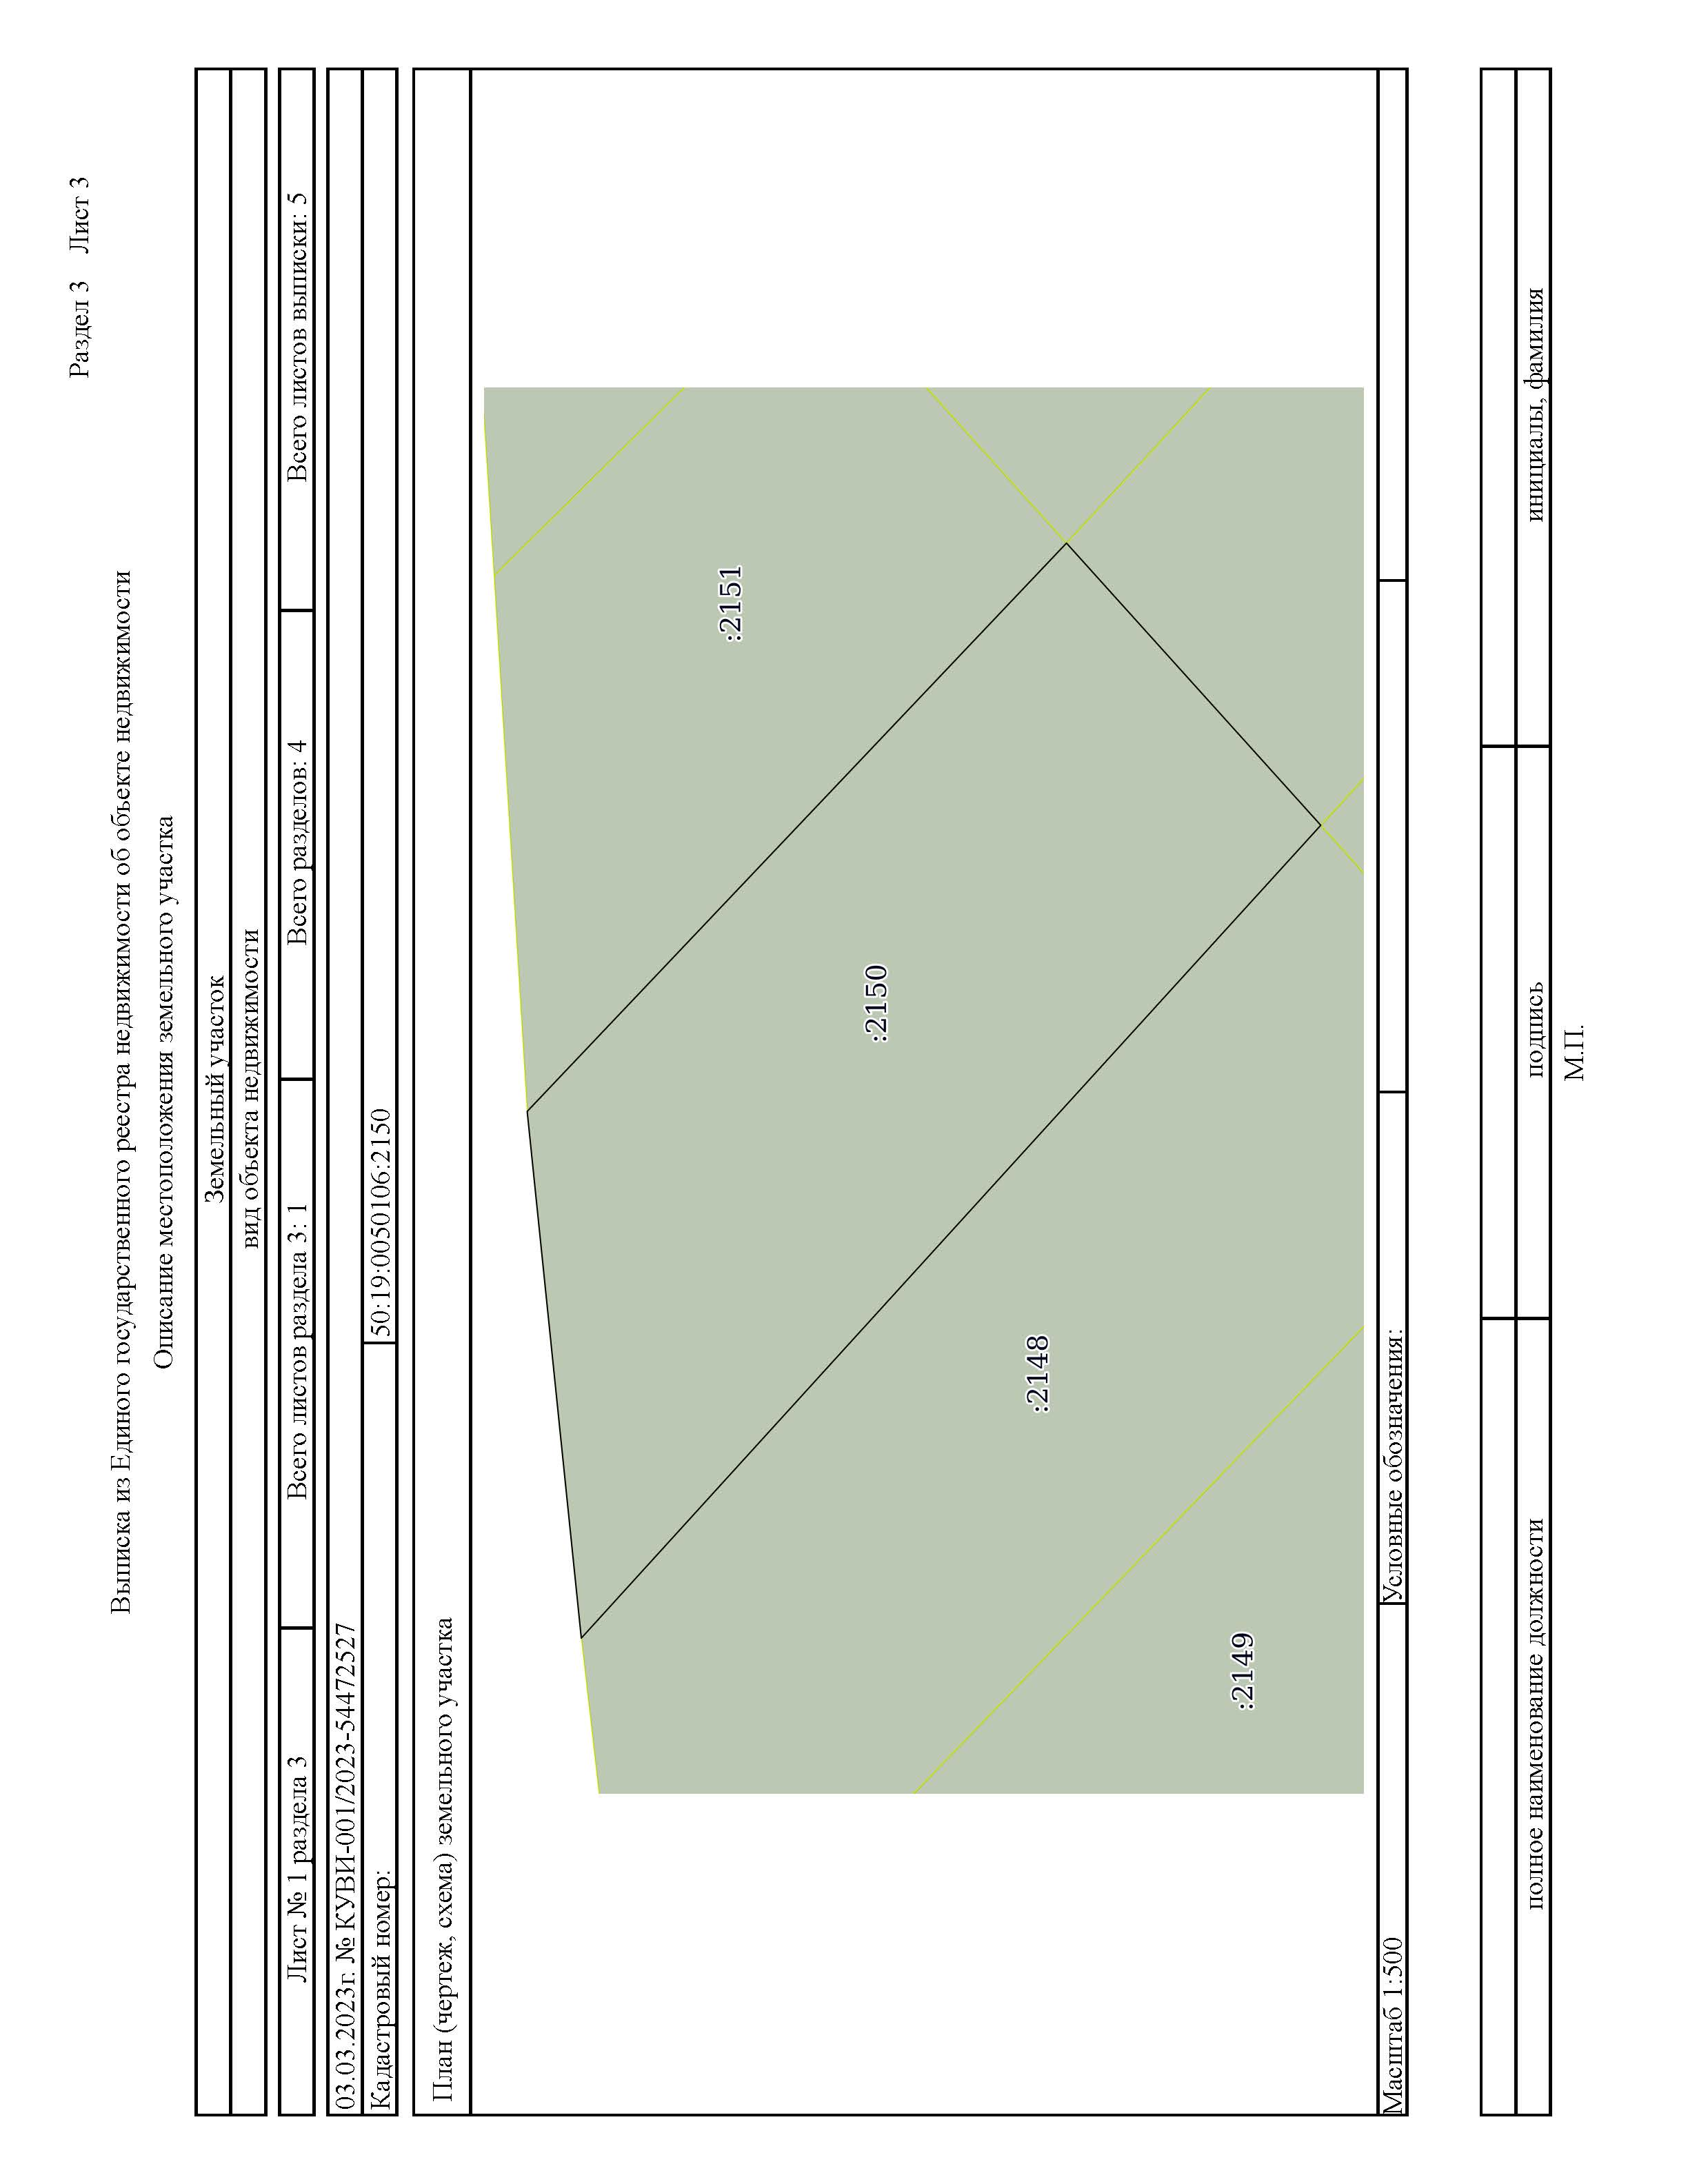 Раздел 3 Лист 3
Выписка из Единого государственного реестра недвижимости об объекте недвижимости
Описание местоположения земельного участка
Земельный участок
вид объекта недвижимости
Лист № 1 раздела 3 Всего листов раздела 3: 1 Всего разделов: 4 Всего листов выписки: 5
03.03.2023г. № КУВИ-001/2023-54472527
Кадастровый номер: 50:19:0050106:2150
План (чертеж, схема) земельного участка
:2151
:2150
:2148
:2149
Масштаб 1:500 Условные обозначения:
полное наименование должности подпись инициалы, фамилия
М.П.